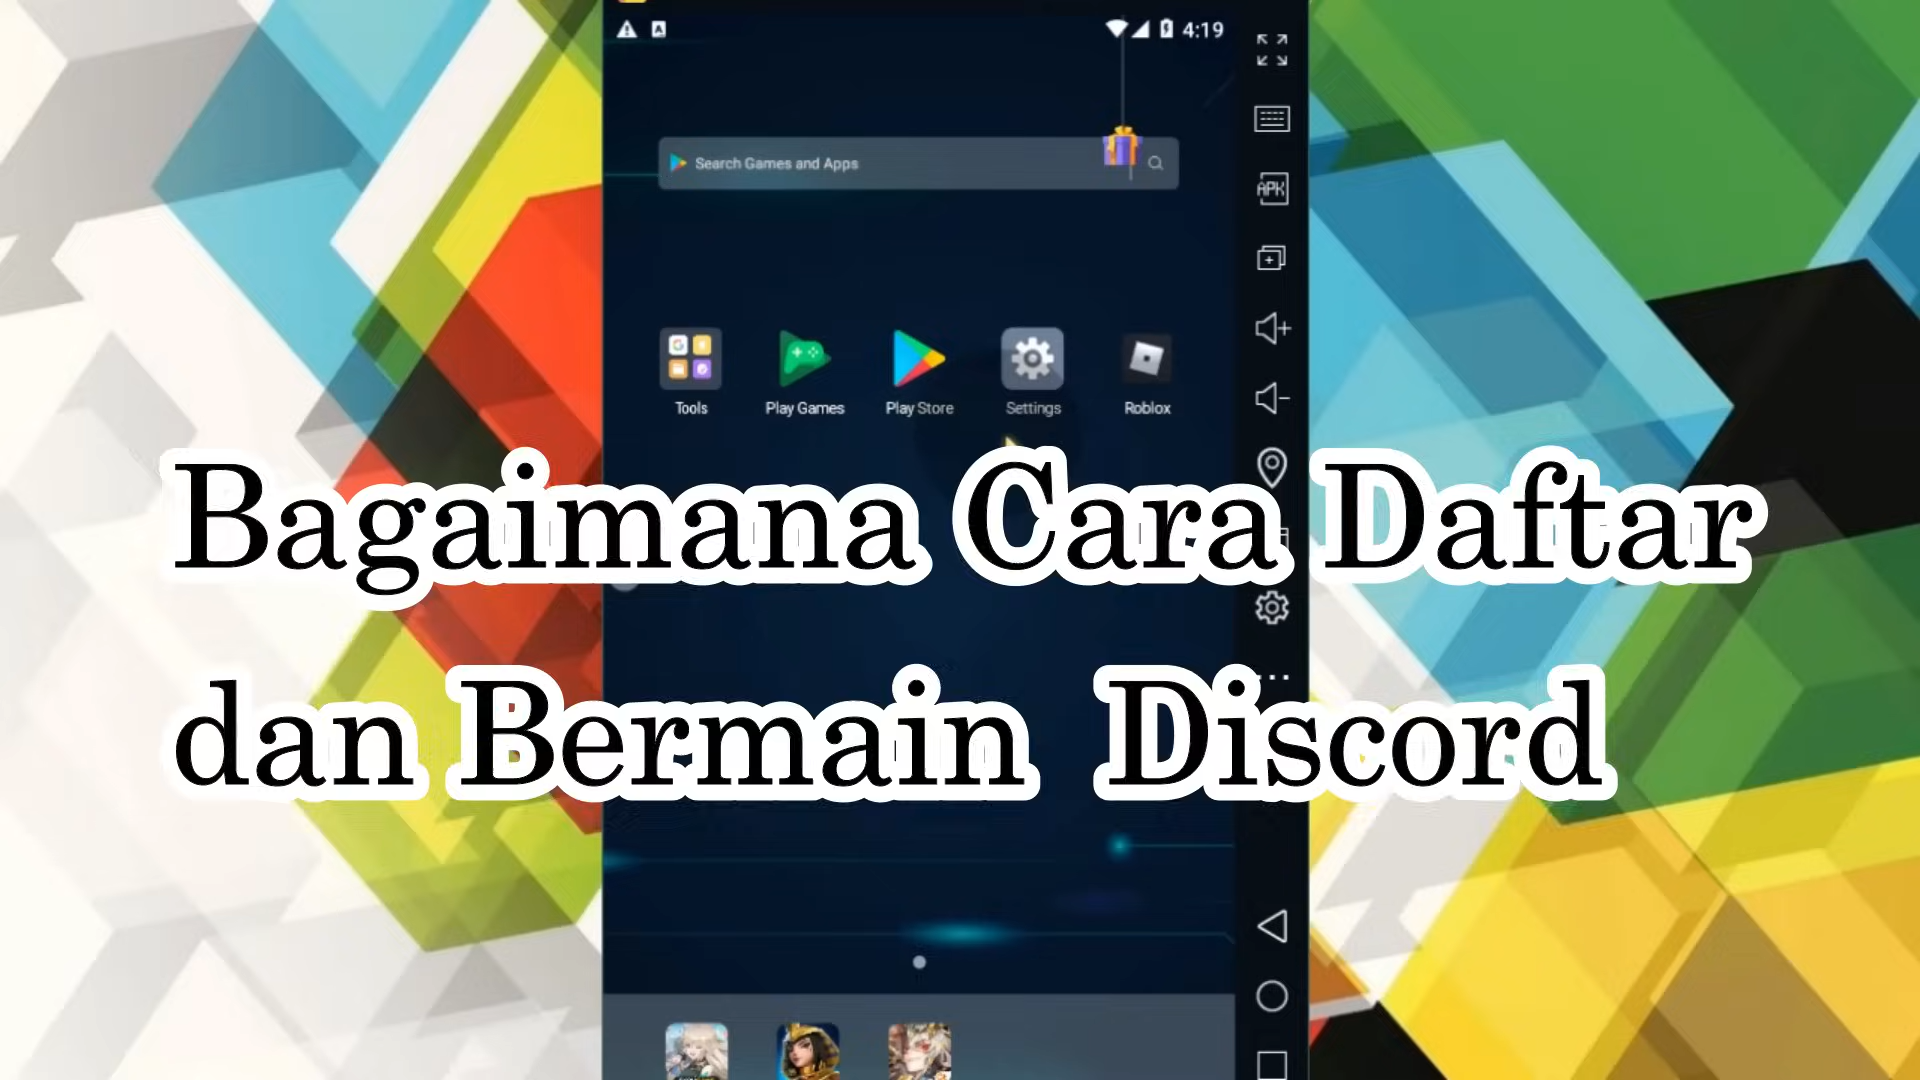 4:19
Search Games and Apps
APK
Tools Play Games Play Store Settings Roblox
Bagaimana Cara Daftar
dan Bermain Discord